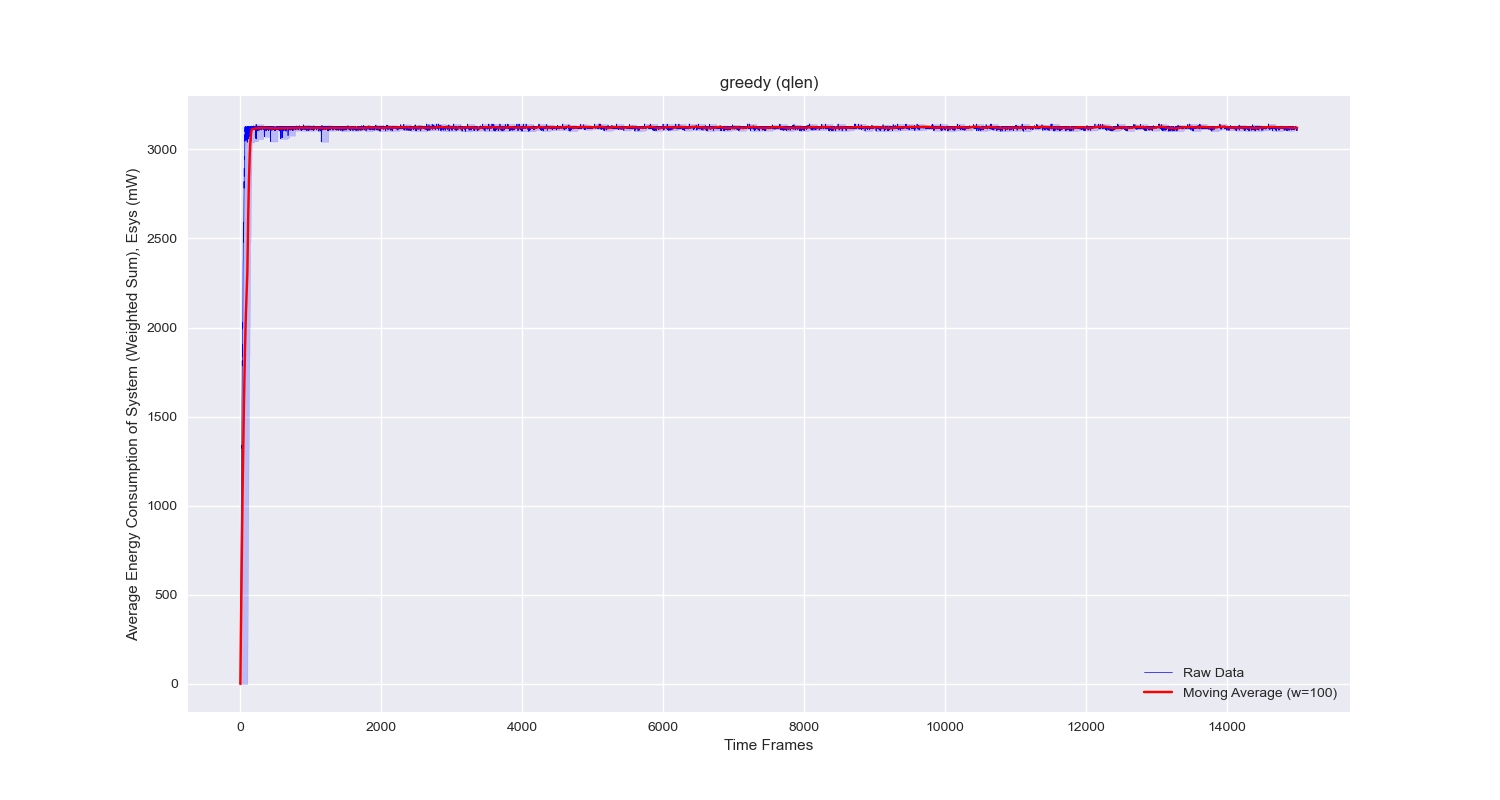 greedy (qlen)
Average Energy Consumption of System (Weighted Sum), Esys (mW)
3000
2500
2000
1500
1000
500
0
Raw Data
Moving Average (w=100)
0 2000 4000 6000 8000 10000 12000 14000
Time Frames